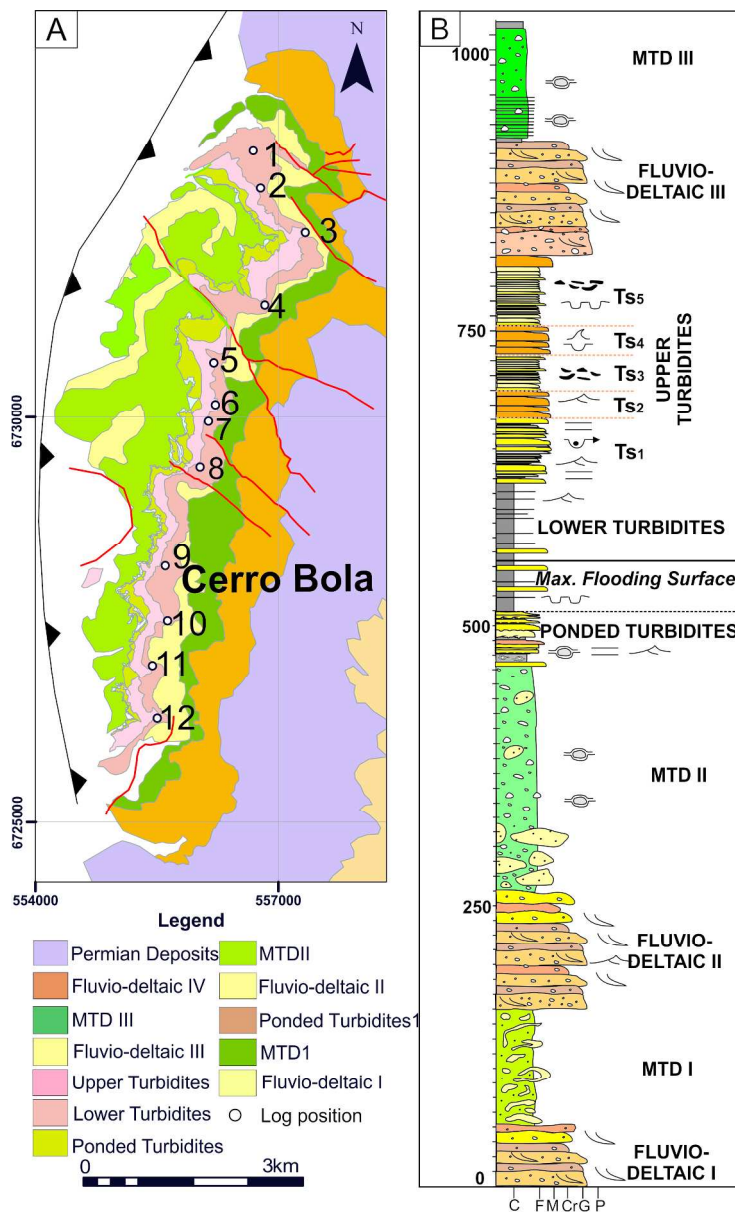 A
N
1
2
3
4
5
6
7
8
9
Cerro Bola
10
11
12
6730000
6725000
554000
557000
Legend
Permian Deposits
Fluvio-deltaic IV
MTD III
Fluvio-deltaic III
Upper Turbidites
Lower Turbidites
Ponded Turbidites
MTDII
Fluvio-deltaic II
Ponded Turbidites1
MTD1
Fluvio-deltaic I
Log position
0
3km
B
1000
MTD III
FLUVIO-
DELTAIC III
Ts5
750
Ts4
Ts3
Ts2
Ts1
UPPER
TURBIDITES
LOWER TURBIDITES
Max. Flooding Surface
500
PONDED TURBIDITES
MTD II
250
FLUVIO-
DELTAIC II
MTD I
FLUVIO-
DELTAIC I
0
C F M Cr G P